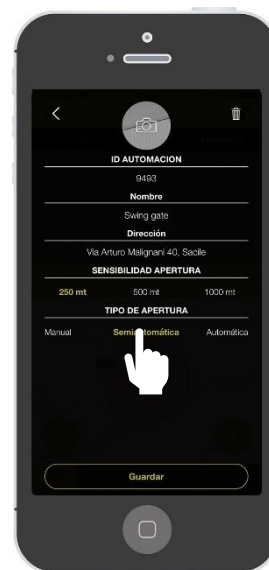 ID AUTOMACION
9493
Nombre
Swing gate
Dirección
Via Arturo Malignani 40, Sacile
SENSIBILIDAD APERTURA
250 mt 500 mt 1000 mt
TIPO DE APERTURA
Manual Semiautomática Automática
Guardar